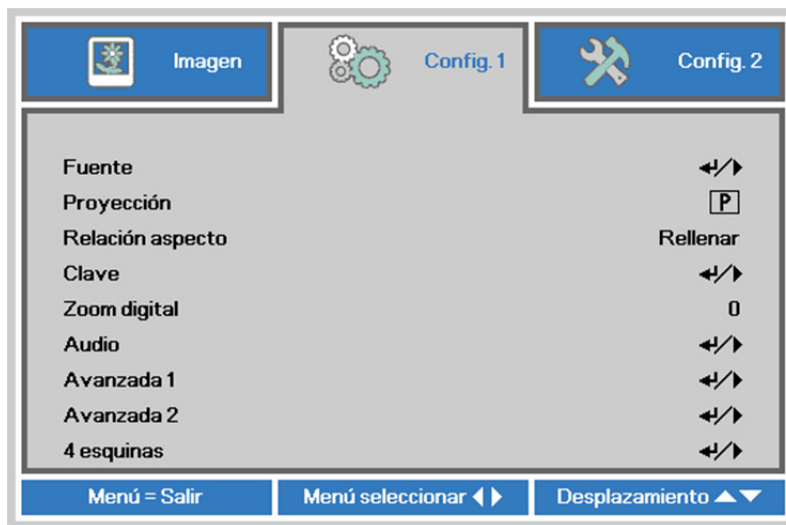 Imagen Config. 1 Config. 2
Fuente ↵/▶
Proyección P
Relación aspecto Rellenar
Clave ↵/▶
Zoom digital 0
Audio ↵/▶
Avanzada 1 ↵/▶
Avanzada 2 ↵/▶
4 esquinas ↵/▶
Menú = Salir Menú seleccionar ◀▶ Desplazamiento ▲▼